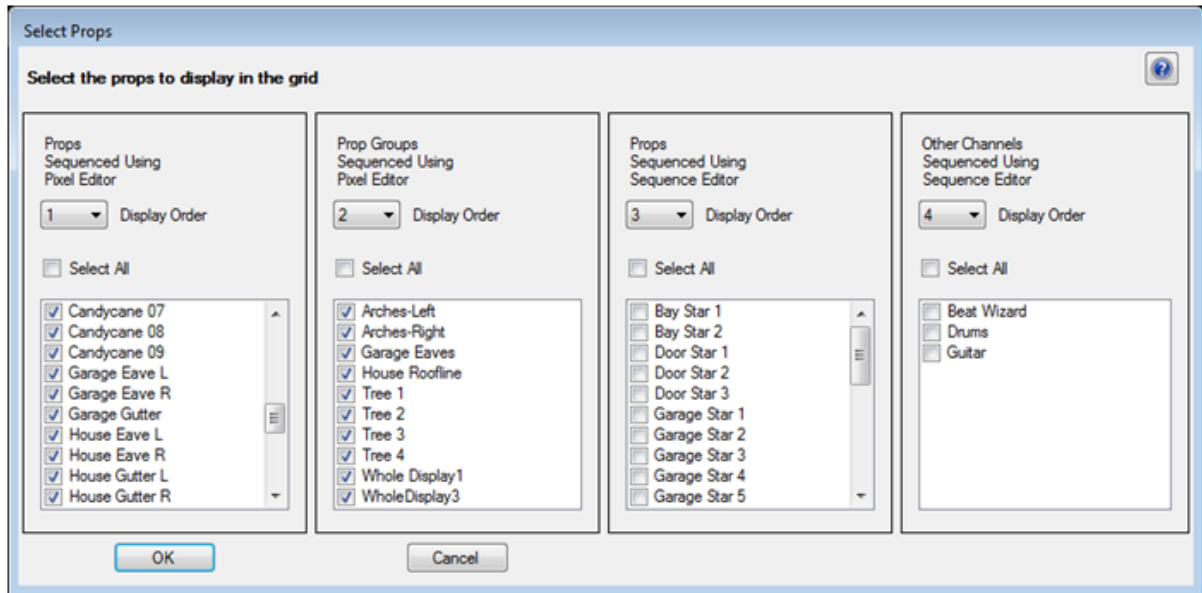 Select Props
Select the props to display in the grid
?
Props
Sequenced Using
Pixel Editor
1
Display Order
Select All
Candycane 07
Candycane 08
Candycane 09
Garage Eave L
Garage Eave R
Garage Gutter
House Eave L
House Eave R
House Gutter L
House Gutter R
Prop Groups
Sequenced Using
Pixel Editor
2
Display Order
Select All
Arches-Left
Arches-Right
Garage Eaves
House Roofline
Tree 1
Tree 2
Tree 3
Tree 4
Whole Display1
WholeDisplay3
Props
Sequenced Using
Sequence Editor
3
Display Order
Select All
Bay Star 1
Bay Star 2
Door Star 1
Door Star 2
Door Star 3
Garage Star 1
Garage Star 2
Garage Star 3
Garage Star 4
Garage Star 5
Other Channels
Sequenced Using
Sequence Editor
4
Display Order
Select All
Beat Wizard
Drums
Guitar
OK
Cancel